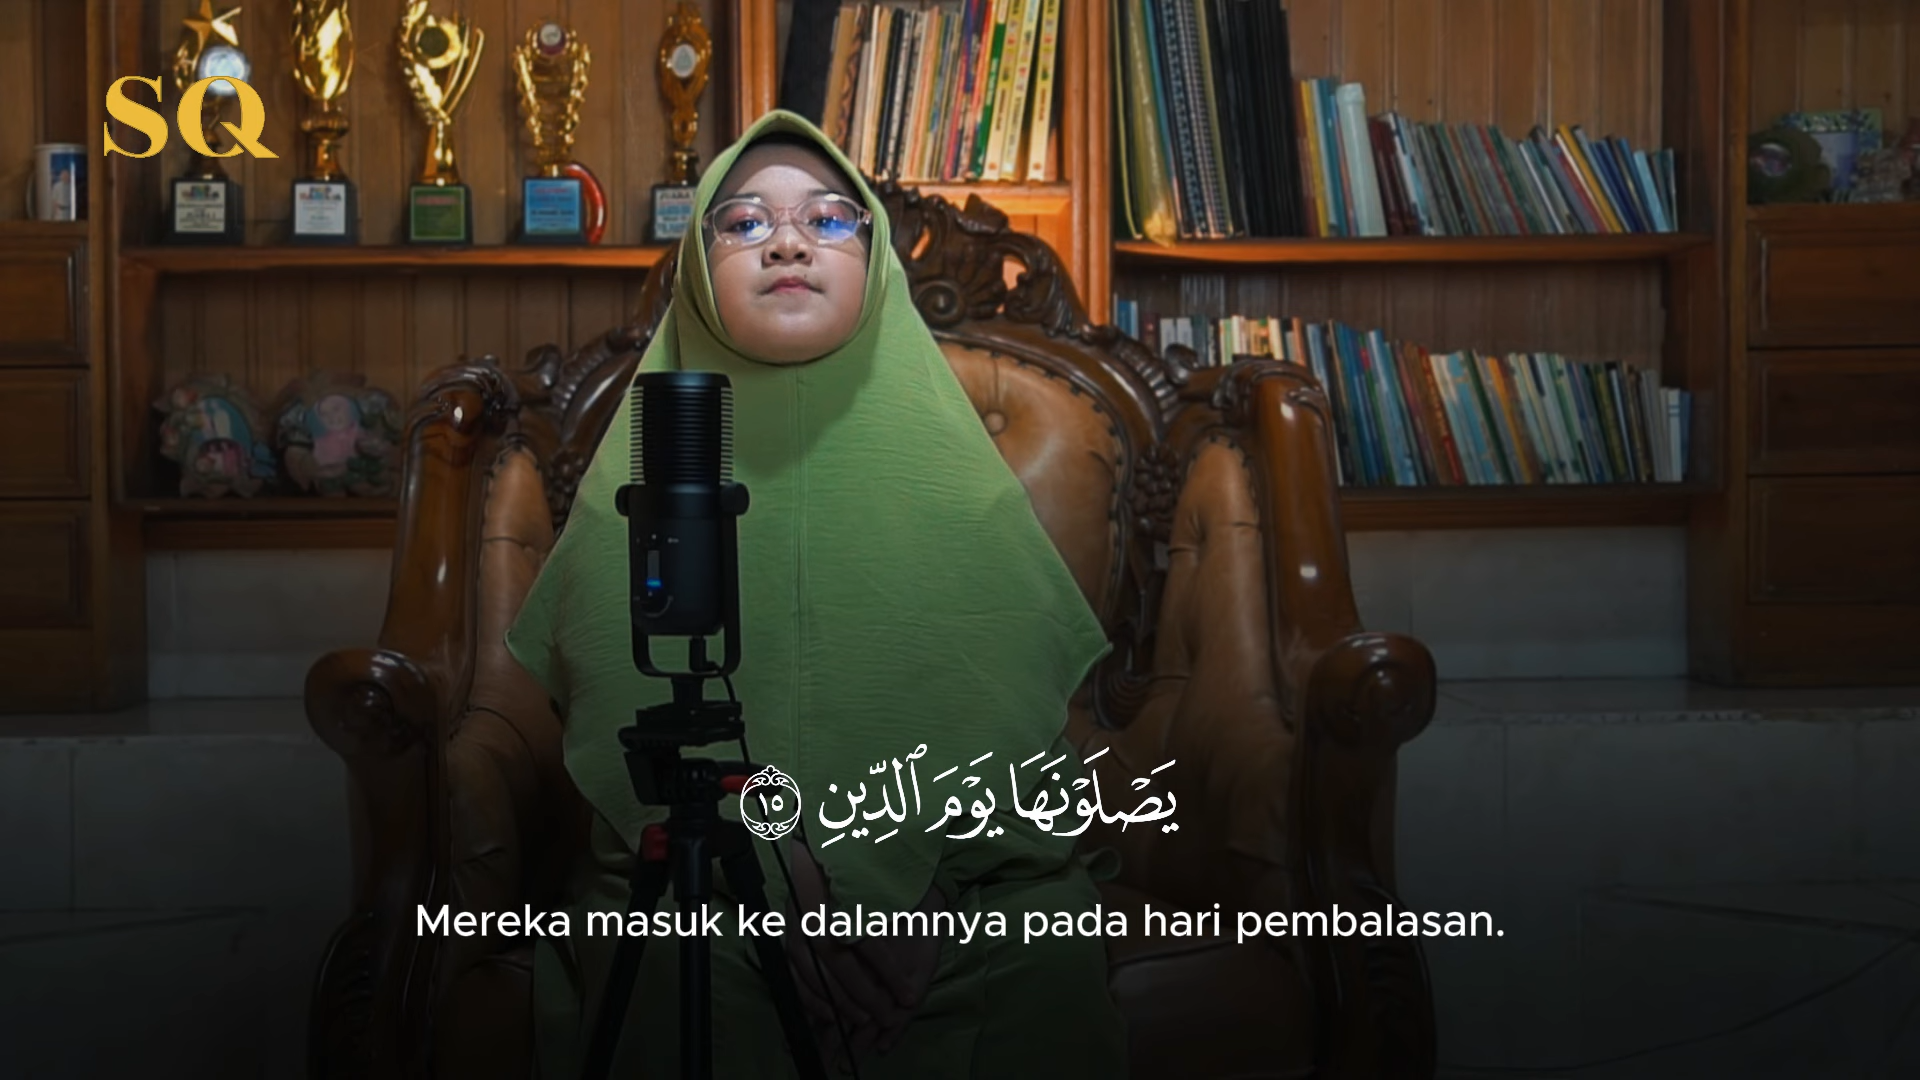 SQ
يَصْلَوْنَهَا يَوْمَ ٱلدِّينِ ١٥
Mereka masuk ke dalamnya pada hari pembalasan.